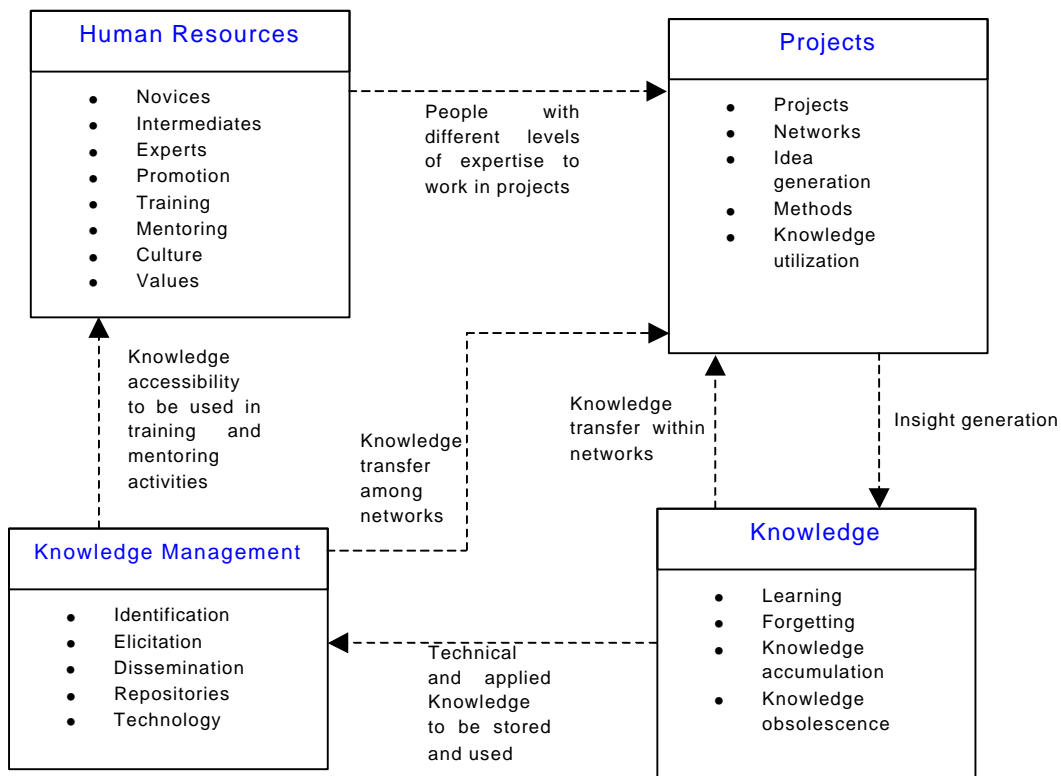 Human Resources
Novices
Intermediates
Experts
Promotion
Training
Mentoring
Culture
Values
People with
different levels
of expertise to
work in projects
Projects
Projects
Networks
Idea
generation
Methods
Knowledge
utilization
Knowledge
accessibility
to be used in
training and
mentoring
activities
Knowledge
transfer
among
networks
Knowledge
transfer within
networks
Insight generation
Knowledge Management
Identification
Elicitation
Dissemination
Repositories
Technology
Technical
and applied
Knowledge
to be stored
and used
Knowledge
Learning
Forgetting
Knowledge
accumulation
Knowledge
obsolescence